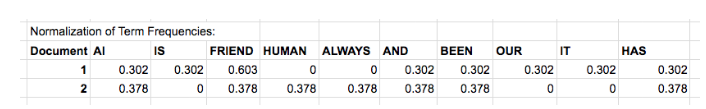 Normalization of Term Frequencies:
Document AI IS FRIEND HUMAN ALWAYS AND BEEN OUR IT HAS
1 0.302 0.302 0.603 0 0 0.302 0.302 0.302 0.302 0.302
2 0.378 0 0.378 0.378 0.378 0.378 0.378 0 0 0.378